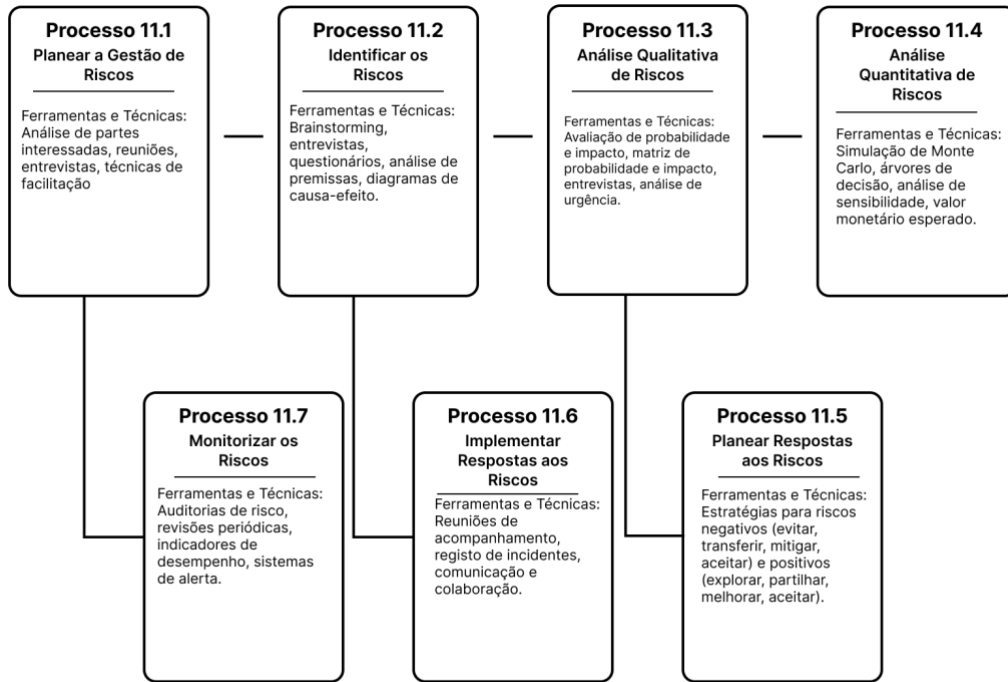 Processo 11.1
Planear a Gestão de
Riscos
Ferramentas e Técnicas:
Análise de partes
interessadas, reuniões,
entrevistas, técnicas de
facilitação
Processo 11.2
Identificar os
Riscos
Ferramentas e Técnicas:
Brainstorming,
entrevistas,
questionários, análise de
premissas, diagramas de
causa-efeito.
Processo 11.3
Análise Qualitativa
de Riscos
Ferramentas e Técnicas:
Avaliação de probabilidade
e impacto, matriz de
probabilidade e impacto,
entrevistas, análise de
urgência.
Processo 11.4
Análise
Quantitativa de
Riscos
Ferramentas e Técnicas:
Simulação de Monte
Carlo, árvores de
decisão, análise de
sensibilidade, valor
monetário esperado.
Processo 11.7
Monitorizar os
Riscos
Ferramentas e Técnicas:
Auditorias de risco,
revisões periódicas,
indicadores de
desempenho, sistemas
de alerta.
Processo 11.6
Implementar
Respostas aos
Riscos
Ferramentas e Técnicas:
Reuniões de
acompanhamento,
registo de incidentes,
comunicação e
colaboração.
Processo 11.5
Planear Respostas
aos Riscos
Ferramentas e Técnicas:
Estratégias para riscos
negativos (evitar,
transferir, mitigar,
aceitar) e positivos
(explorar, partilhar,
melhorar, aceitar).